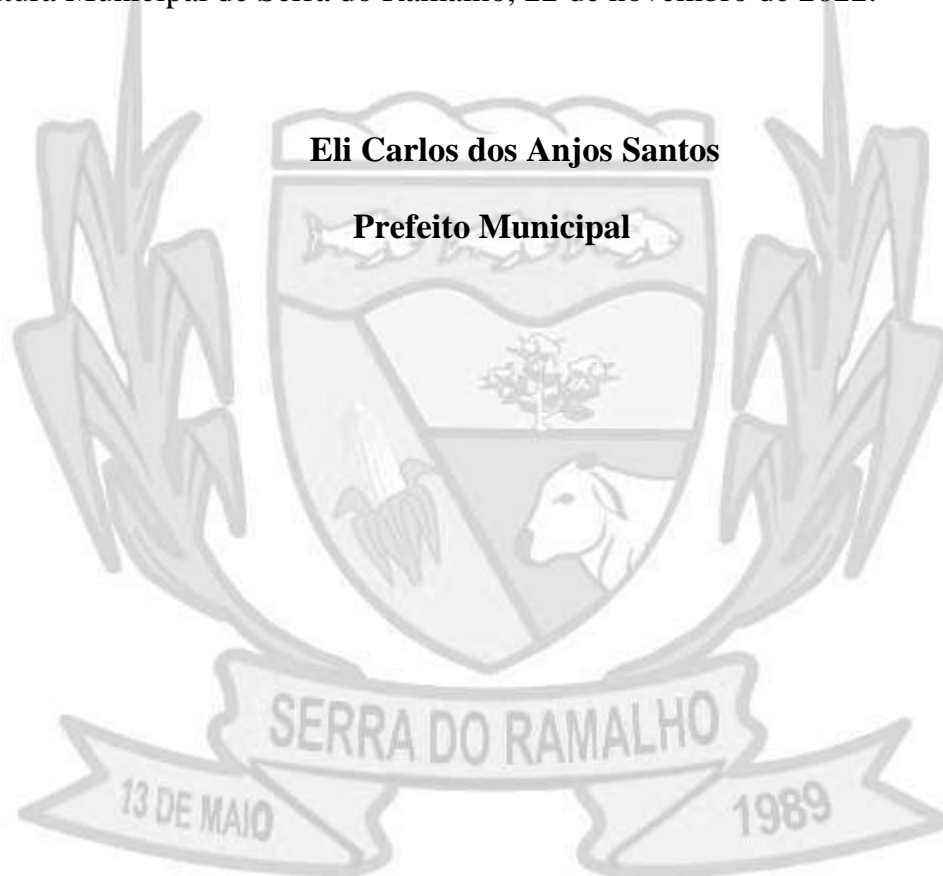 Municipal de Serra do Ramalho, 22 de novembro de 2022.
Eli Carlos dos Anjos Santos
Prefeito Municipal
SERRA DO RAMALHO
13 DE MAIO
1989